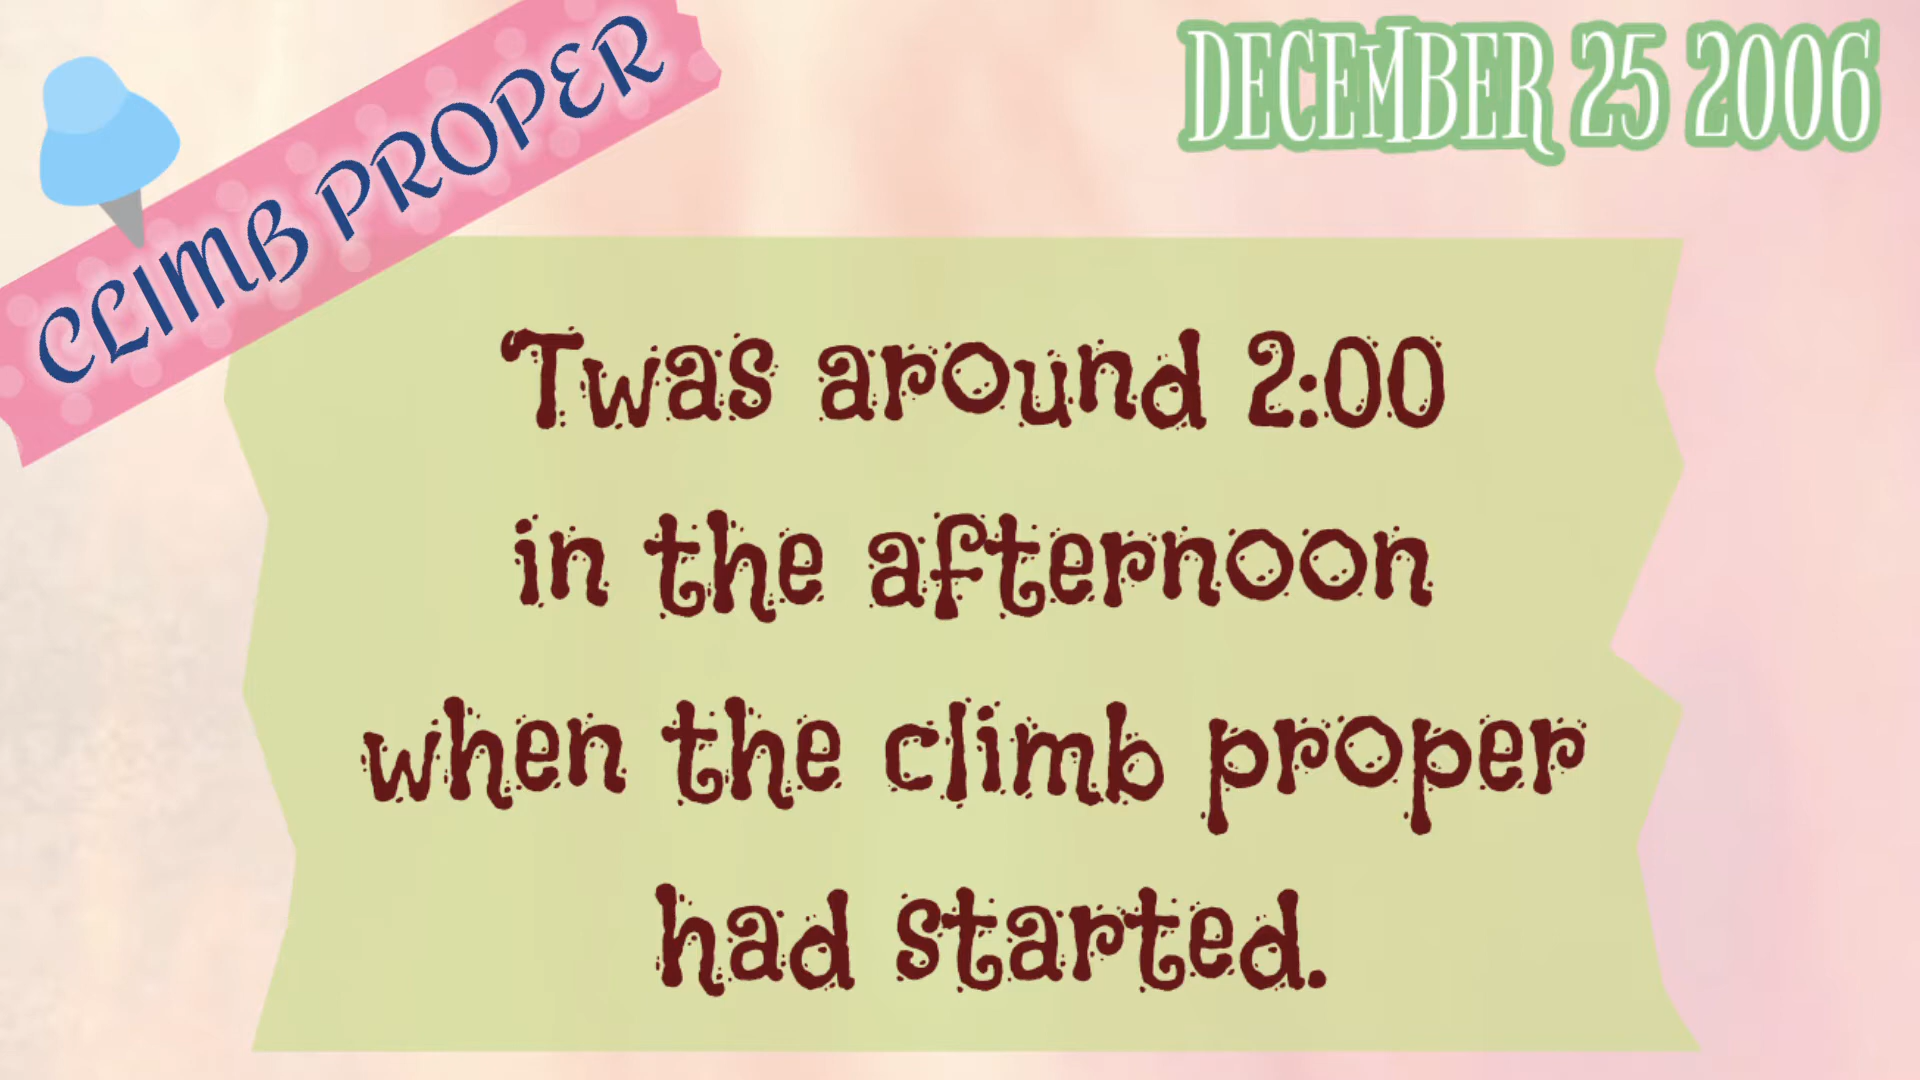 CLIMB PROPER
DECEMBER 25 2006
Twas around 2:00
in the afternoon
when the climb proper
had started.